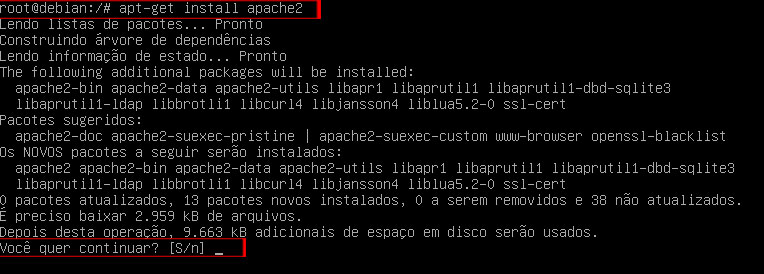 root@debian:/# apt-get install apache2
Lendo listas de pacotes... Pronto
Construindo árvore de dependências
Lendo informação de estado... Pronto
The following additional packages will be installed:
apache2-bin apache2-data apache2-utils libapr1 libaprutil1 libaprutil1-dbd-sqlite3
libaprutil1-ldap libbrotli1 libcurl4 libjansson4 liblua5.2-0 ssl-cert
Pacotes sugeridos:
apache2-doc apache2-suexec-pristine | apache2-suexec-custom www-browser openssl-blacklist
Os NOVOS pacotes a seguir serão instalados:
apache2 apache2-bin apache2-data apache2-utils libapr1 libaprutil1 libaprutil1-dbd-sqlite3
libaprutil1-ldap libbrotli1 libcurl4 libjansson4 liblua5.2-0 ssl-cert
0 pacotes atualizados, 13 pacotes novos instalados, 0 a serem removidos e 38 não atualizados.
É preciso baixar 2.959 kB de arquivos.
Depois desta operação, 9.663 kB adicionais de espaço em disco serão usados.
Você quer continuar? [S/n] _